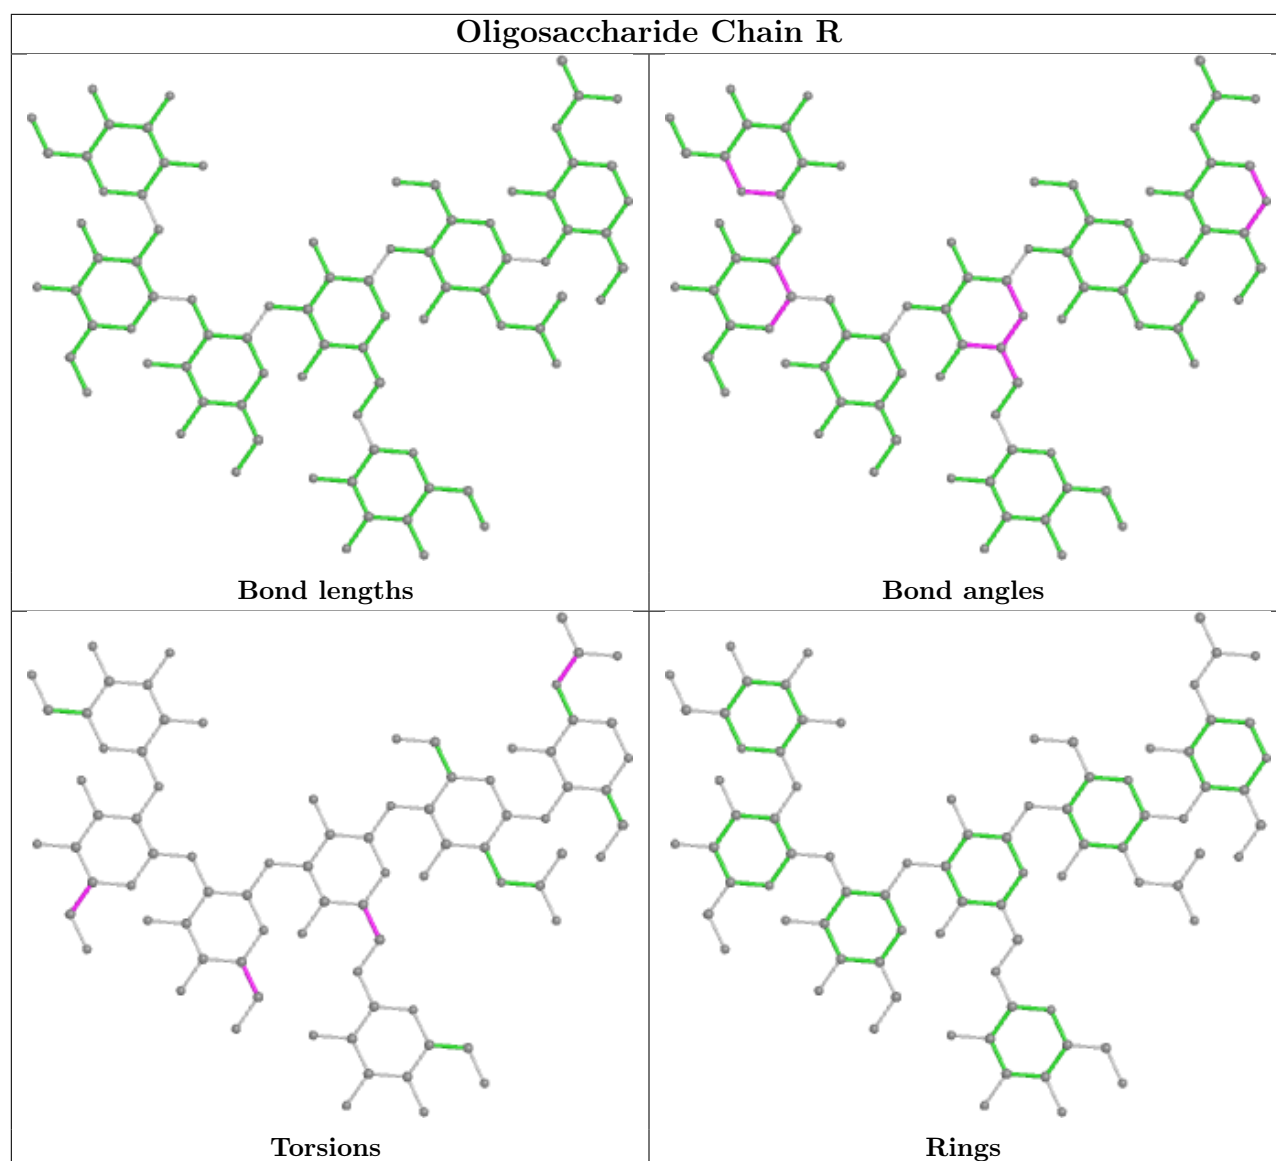 Oligosaccharide Chain R
Bond lengths
Bond angles
Torsions
Rings